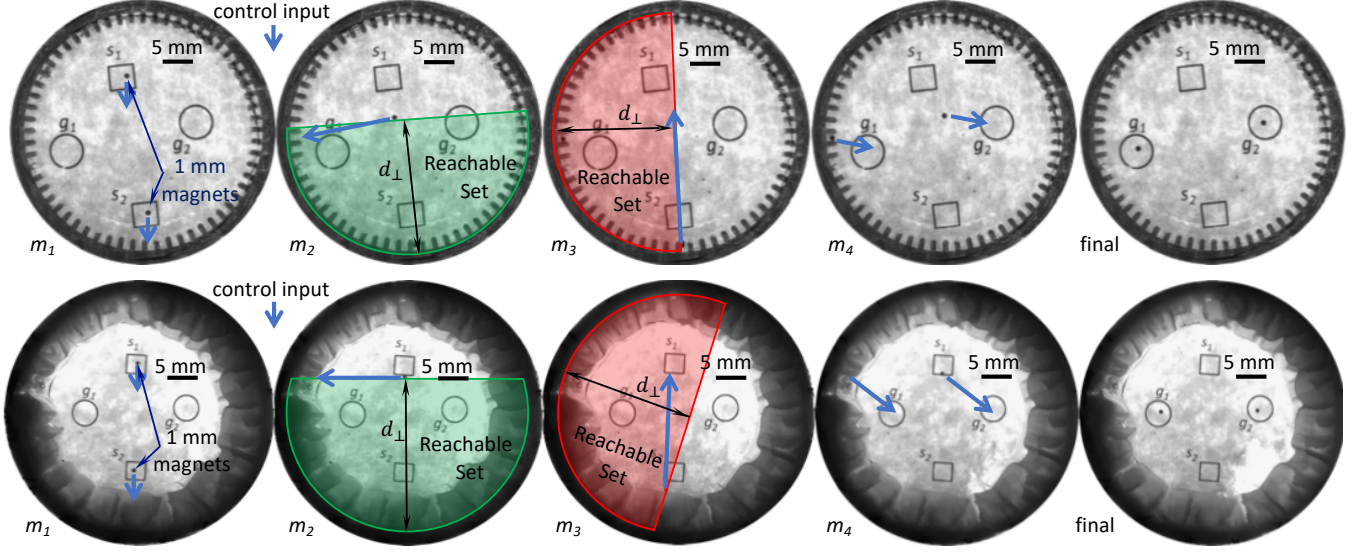 control input
5 mm
s1
g1
g2
1 mm
magnets
s2
m1
5 mm
s1
g
g2
d⊥
Reachable
Set
s2
m2
5 mm
s1
d⊥
g1
g2
Reachable
Set
s2
m3
5 mm
s1
g1
g2
s2
m4
5 mm
s1
g1
g2
s2
final
control input
s1
5 mm
g1
g2
s2
1 mm
magnets
m1
s1
5 mm
g1
g2
d⊥
Reachable
Set
s2
m2
s1
5 mm
g1
d⊥
g2
Reachable
Set
s2
m3
s1
5 mm
g1
g2
s2
m4
s1
5 mm
g1
g2
s2
final